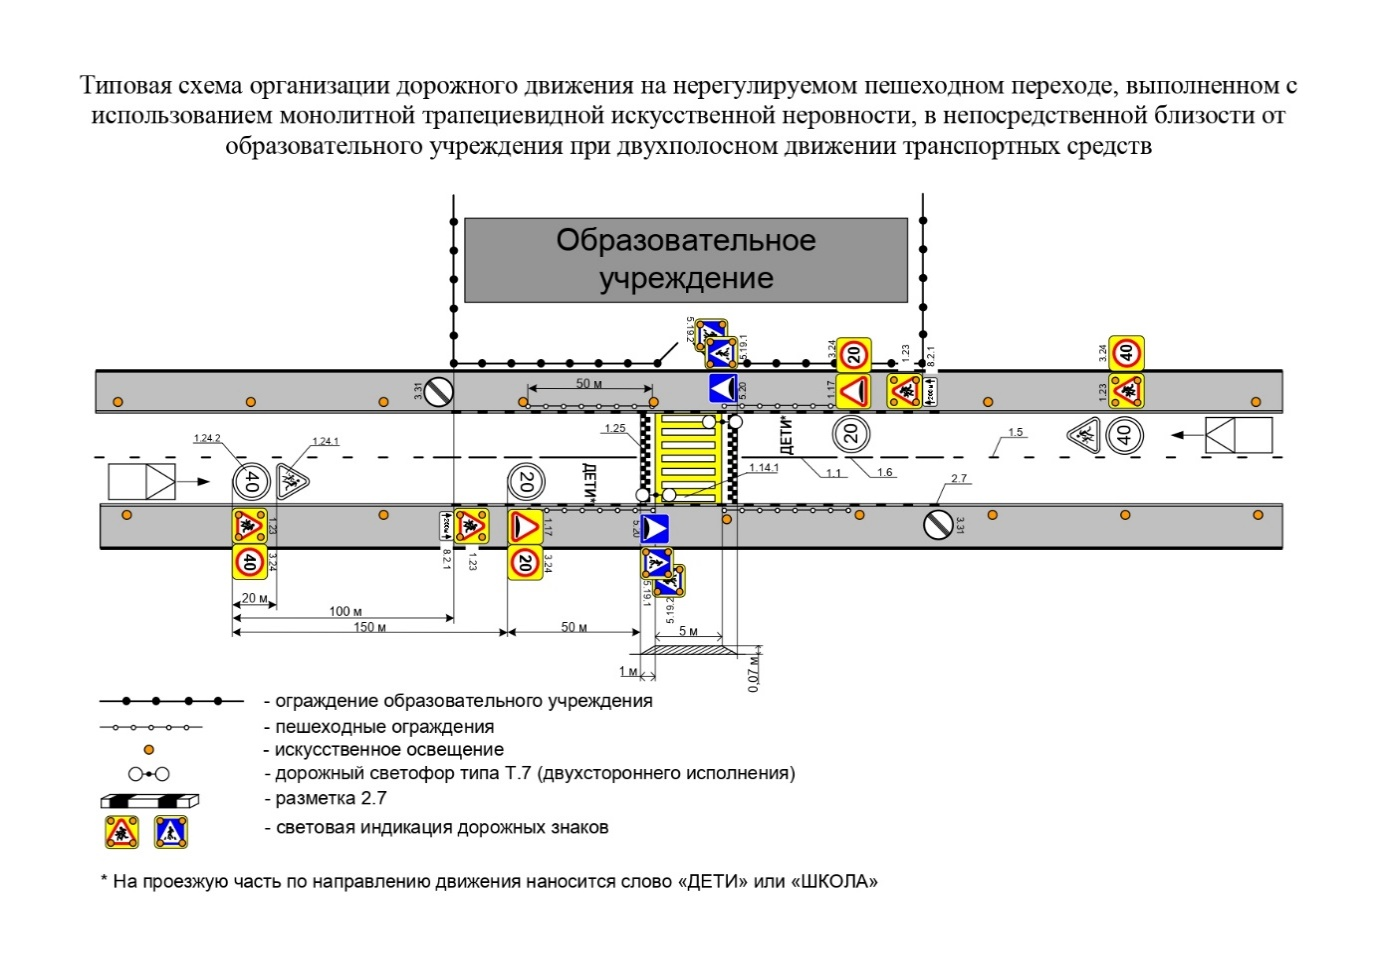 Типовая схема организации дорожного движения на нерегулируемом пешеходном переходе, выполненном с
использованием монолитной трапециевидной искусственной неровности, в непосредственной близости от
образовательного учреждения при двухполосном движении транспортных средств
Образовательное
учреждение
5.19.2
5.19.1
3.24
20
1.23
8.2.1
3.24
40
3.31
50 м
5.20
1.17
200 м
1.23
1.25
ДЕТИ*
20
40
1.24.2
1.24.1
1.5
1.14.1
1.1
1.6
2.7
40
20
ДЕТИ*
1.23
200 м
1.17
5.20
3.31
40
3.24
8.2.1
1.23
20
3.24
5.19.1
5.19.2
20 м
100 м
150 м
50 м
5 м
1 м
0,07 м
- ограждение образовательного учреждения
- пешеходные ограждения
- искусственное освещение
- дорожный светофор типа Т.7 (двухстороннего исполнения)
- разметка 2.7
- световая индикация дорожных знаков
* На проезжую часть по направлению движения наносится слово «ДЕТИ» или «ШКОЛА»